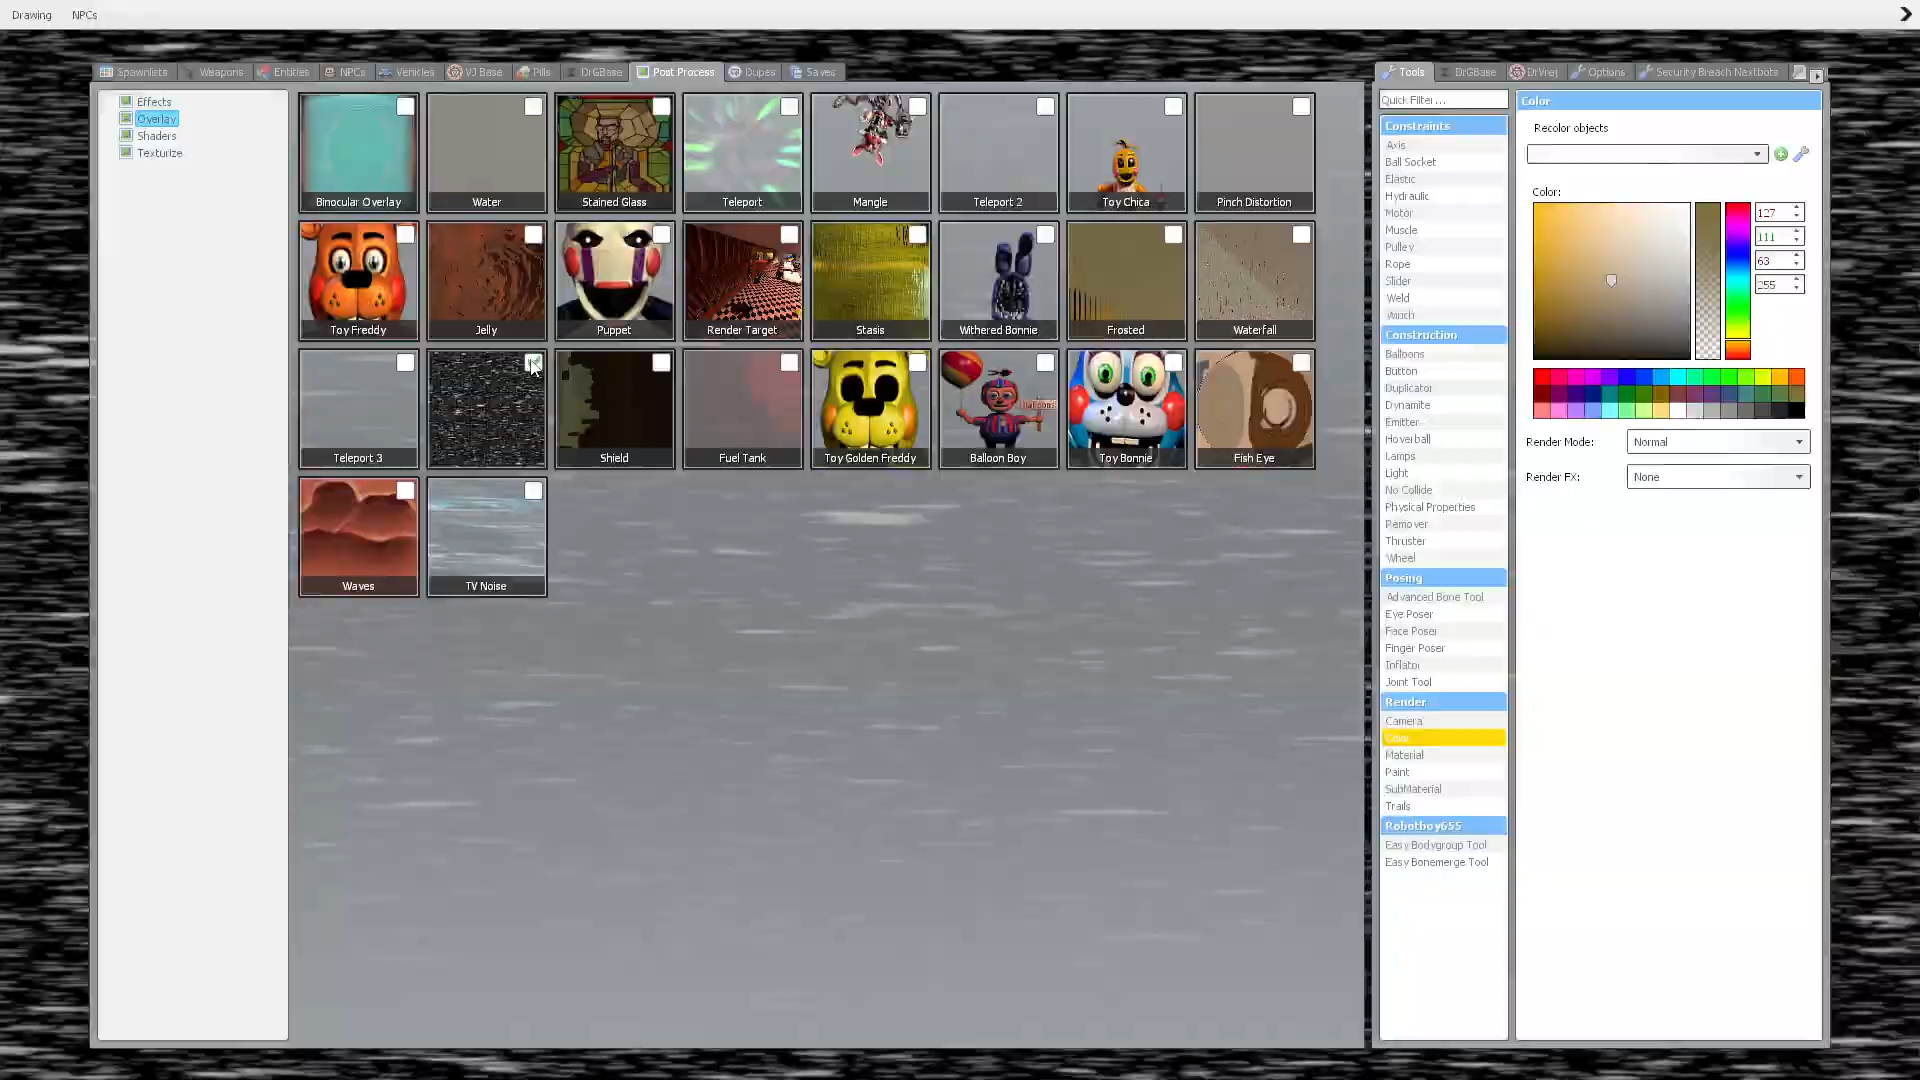 Drawing NPCs
Spawnlists Weapons Entities NPCs Vehicles VJ Base Pills DrGBase Post Process Dupes Saves
Effects
Overlay
Shaders
Texturize
Binocular Overlay Water Stained Glass Teleport Mangle Teleport 2 Toy Chica Pinch Distortion
Toy Freddy Jelly Puppet Render Target Stasis Withered Bonnie Frosted Waterfall
Teleport 3 Shield Fuel Tank Toy Golden Freddy Balloon Boy Toy Bonnie Fish Eye
Waves TV Noise
Tools DrGBase DrVrej Options Security Breach Nextbots
Quick Filter ...
Constraints
Axis
Ball Socket
Elastic
Hydraulic
Motor
Muscle
Pulley
Rope
Slider
Weld
Winch
Construction
Balloons
Button
Duplicator
Dynamite
Emitter
Hoverball
Lamps
Light
No Collide
Physical Properties
Remover
Thruster
Wheel
Posing
Advanced Bone Tool
Eye Poser
Face Poser
Finger Poser
Inflator
Joint Tool
Render
Camera
Color
Material
Paint
SubMaterial
Trails
Robotboy655
Easy Bodygroup Tool
Easy Bonemerge Tool
Color
Recolor objects
Color:
127
111
63
255
Render Mode: Normal
Render FX: None